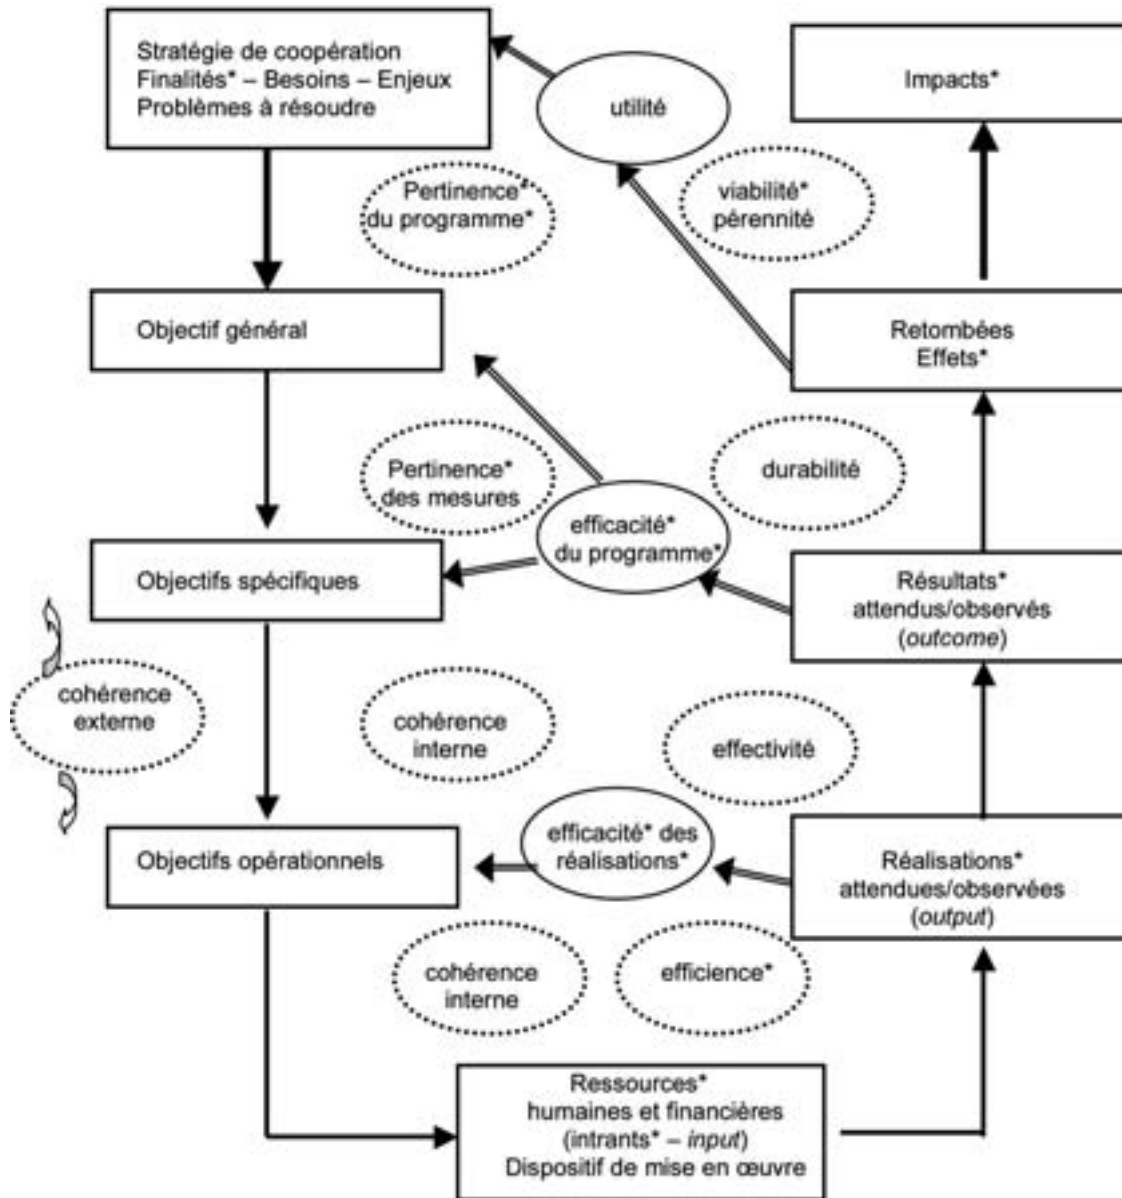 Stratégie de coopération
Finalités* – Besoins – Enjeux
Problèmes à résoudre
utilité
Impacts*
Pertinence*
du programme*
viabilité*
pérennité
Objectif général
Retombées
Effets*
Pertinence*
des mesures
durabilité
efficacité*
du programme*
Objectifs spécifiques
Résultats*
attendus/observés
(outcome)
cohérence
externe
cohérence
interne
effectivité
Objectifs opérationnels
efficacité* des
réalisations*
Réalisations*
attendues/observées
(output)
cohérence
interne
efficience*
Ressources*
humaines et financières
(intrants* – input)
Dispositif de mise en œuvre